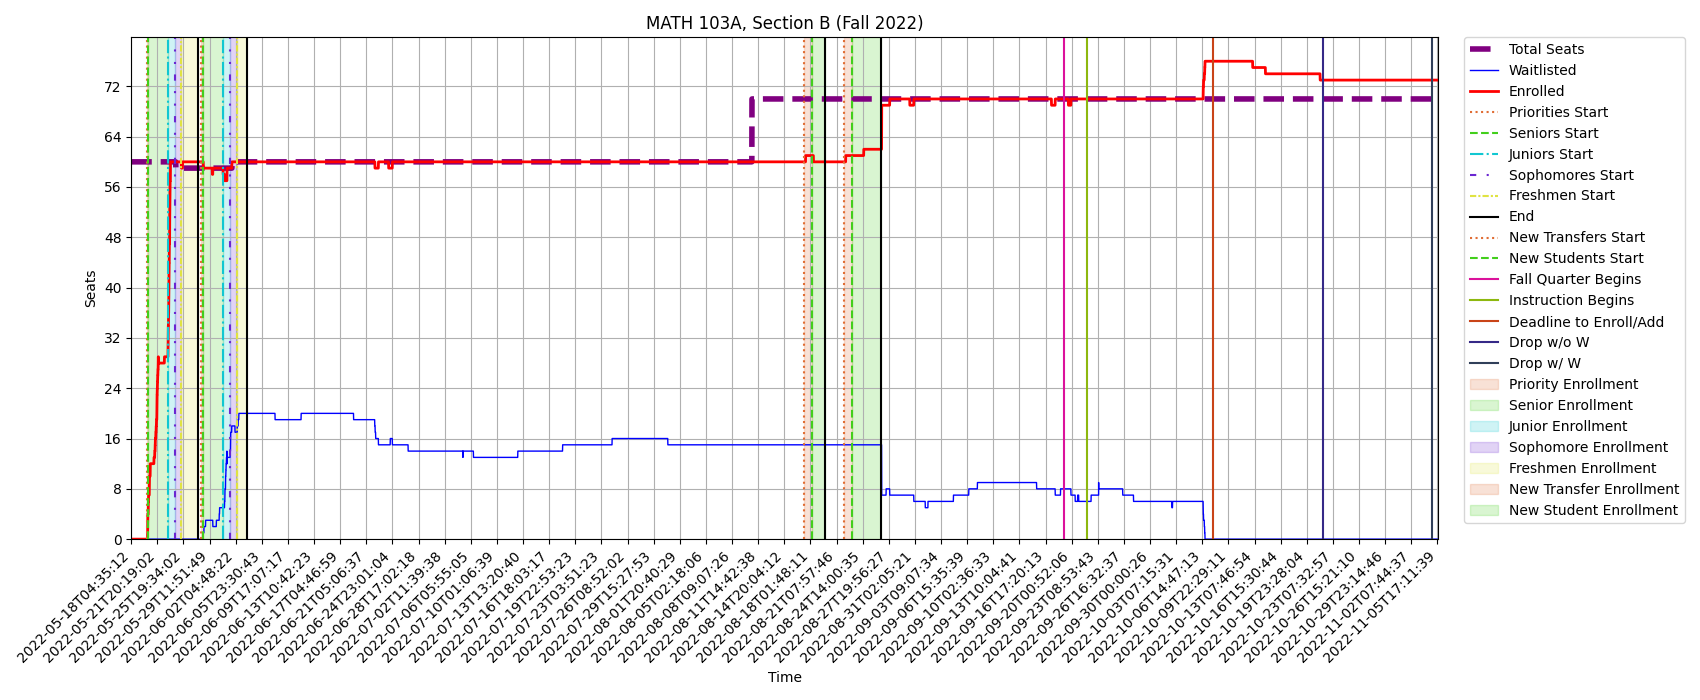 MATH 103A, Section B (Fall 2022)
Seats
72
64
56
48
40
32
24
16
8
0
2022-05-18T04:35:12
2022-05-21T20:19:02
2022-05-25T19:34:02
2022-05-29T11:51:49
2022-06-02T04:48:22
2022-06-05T23:30:43
2022-06-09T17:07:17
2022-06-13T10:42:23
2022-06-17T04:46:59
2022-06-21T05:06:37
2022-06-24T23:01:04
2022-06-28T17:02:18
2022-07-02T11:39:38
2022-07-06T05:55:05
2022-07-10T01:06:39
2022-07-13T13:20:40
2022-07-16T18:03:17
2022-07-19T22:53:23
2022-07-23T03:51:23
2022-07-26T08:52:02
2022-07-29T15:27:53
2022-08-01T20:40:29
2022-08-05T02:18:06
2022-08-08T09:07:26
2022-08-11T14:42:38
2022-08-14T20:04:12
2022-08-18T01:48:11
2022-08-21T07:57:46
2022-08-24T14:00:35
2022-08-27T19:56:27
2022-08-31T02:05:21
2022-09-03T09:07:34
2022-09-06T15:35:39
2022-09-10T02:36:33
2022-09-13T10:04:41
2022-09-16T17:20:13
2022-09-20T00:52:06
2022-09-23T08:53:43
2022-09-26T16:32:37
2022-09-30T00:00:26
2022-10-03T07:15:31
2022-10-06T14:47:13
2022-10-09T22:29:11
2022-10-13T07:46:54
2022-10-16T15:30:44
2022-10-19T23:28:04
2022-10-23T07:32:57
2022-10-26T15:21:10
2022-10-29T23:14:46
2022-11-02T07:44:37
2022-11-05T17:11:39
Time
Total Seats
Waitlisted
Enrolled
Priorities Start
Seniors Start
Juniors Start
Sophomores Start
Freshmen Start
End
New Transfers Start
New Students Start
Fall Quarter Begins
Instruction Begins
Deadline to Enroll/Add
Drop w/o W
Drop w/ W
Priority Enrollment
Senior Enrollment
Junior Enrollment
Sophomore Enrollment
Freshmen Enrollment
New Transfer Enrollment
New Student Enrollment